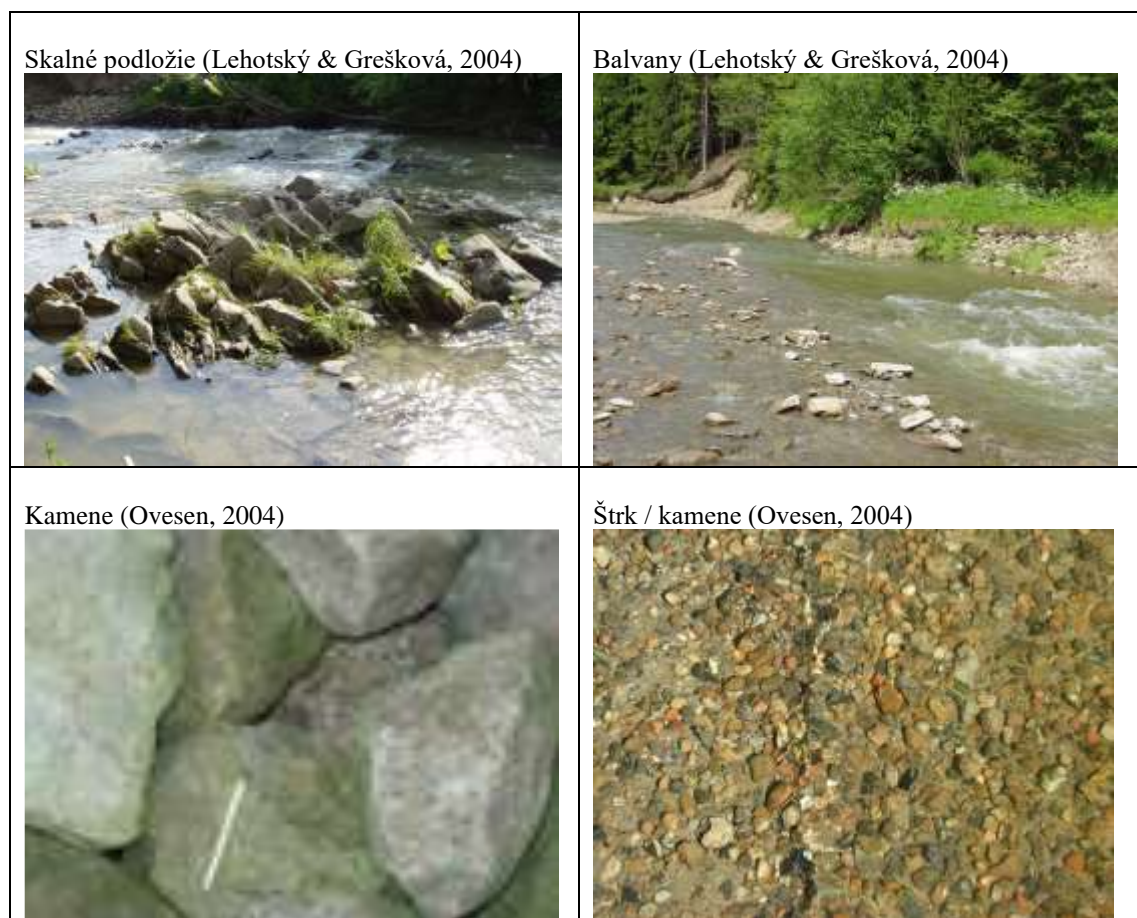 Skalné podložie (Lehotský & Grešková, 2004)
Balvany (Lehotský & Grešková, 2004)
Kamene (Ovesen, 2004)
Štrk / kamene (Ovesen, 2004)